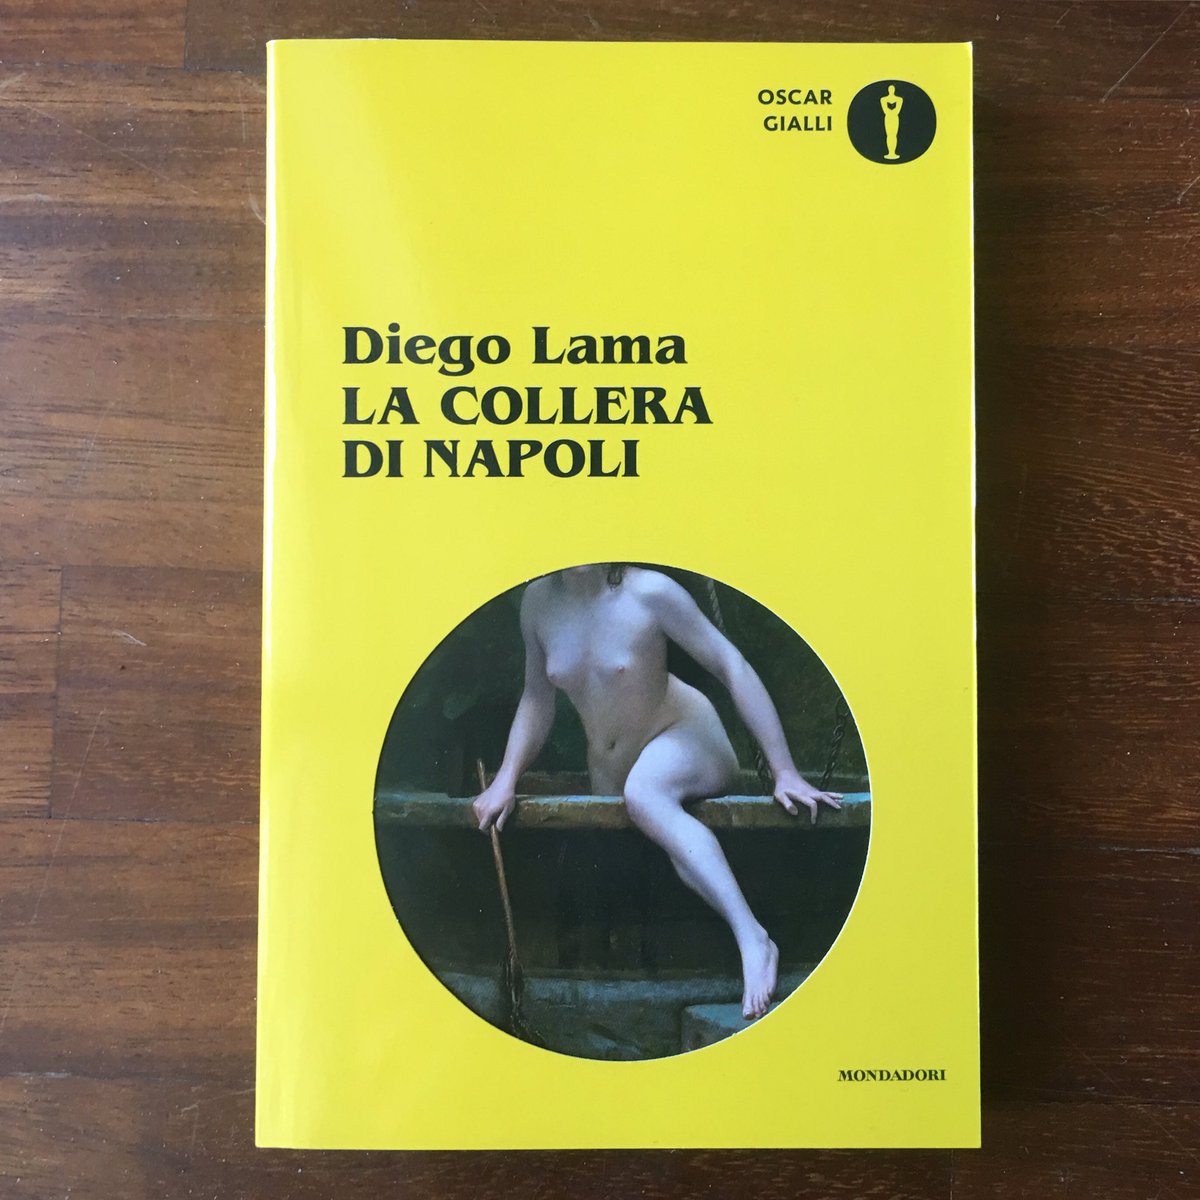 OSCAR
GIALLI
Diego Lama
LA COLLERA
DI NAPOLI
MONDADORI